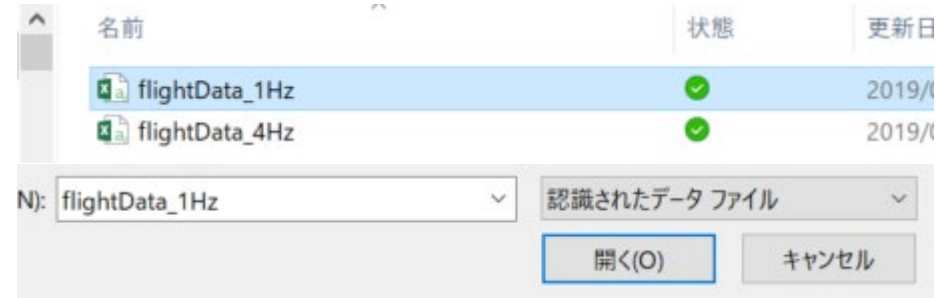 名前 状態 更新日
flightData_1Hz 2019/0
flightData_4Hz 2019/0
N): flightData_1Hz 認識されたデータ ファイル
開く(O) キャンセル